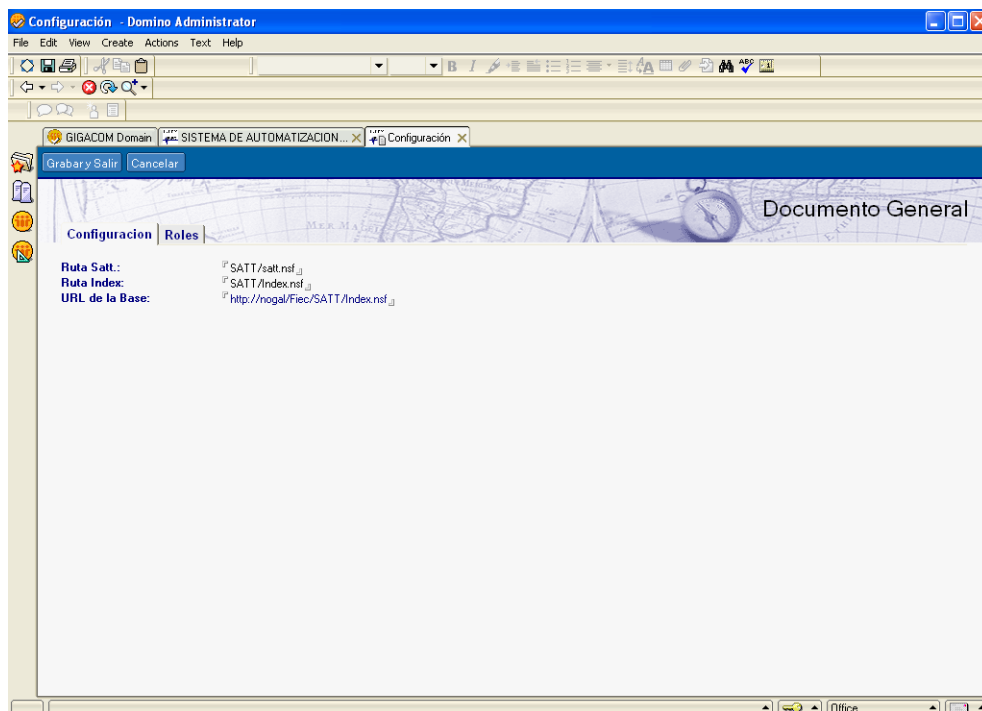 Configuración - Domino Administrator
File Edit View Create Actions Text Help
GIGACOM Domain SISTEMA DE AUTOMATIZACION... Configuración
Grabar y Salir Cancelar
Documento General
Configuracion Roles
Ruta Satt.: SATT/satt.nsf
Ruta Index: SATT/Index.nsf
URL de la Base: http://nogal/Fiec/SATT/Index.nsf
Office